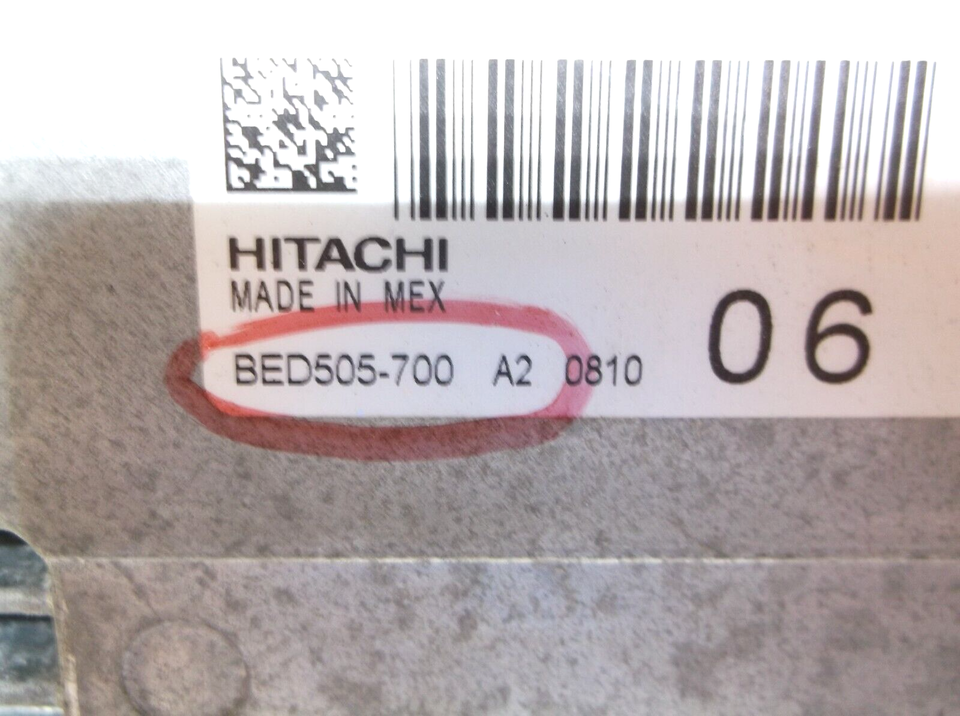 HITACHI
MADE IN MEX
BED505-700 A2 0810
06